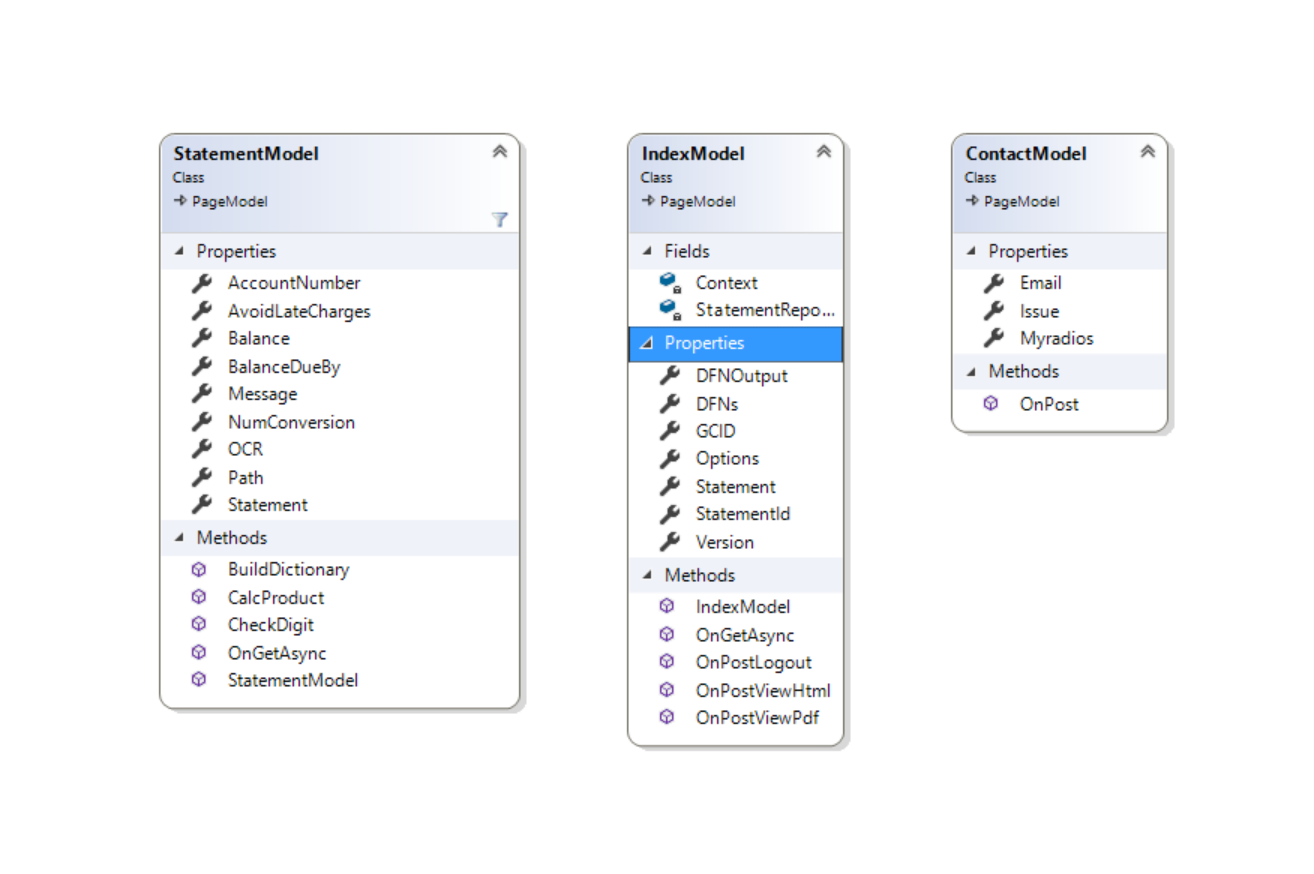 StatementModel
Class
PageModel
Properties
AccountNumber
AvoidLateCharges
Balance
BalanceDueBy
Message
NumConversion
OCR
Path
Statement
Methods
BuildDictionary
CalcProduct
CheckDigit
OnGetAsync
StatementModel
IndexModel
Class
PageModel
Fields
Context
StatementRepo...
Properties
DFNOutput
DFNs
GCID
Options
Statement
StatementId
Version
Methods
IndexModel
OnGetAsync
OnPostLogout
OnPostViewHtml
OnPostViewPdf
ContactModel
Class
PageModel
Properties
Email
Issue
Myradios
Methods
OnPost